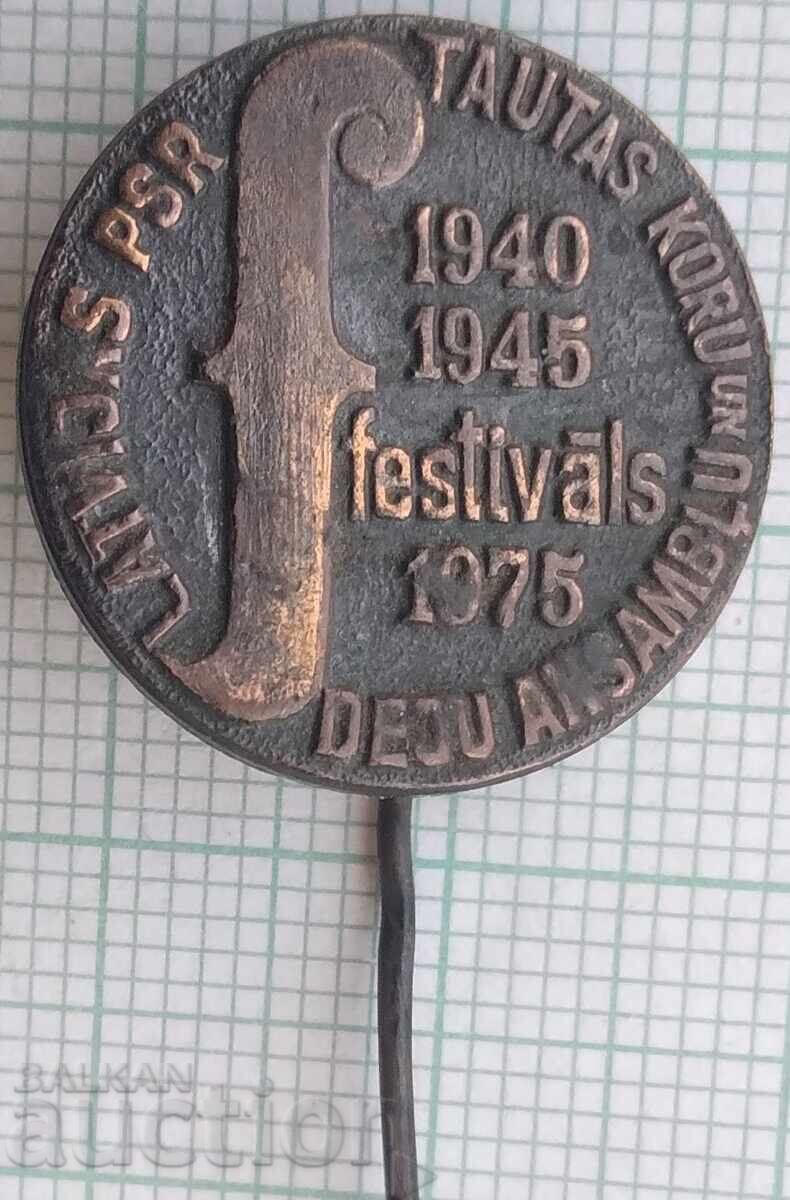 LATVIJAS PSR
TAUTAS KORU UN DEJU ANSAMBĻU
1940
1945
festivāls
1975
BALKAN
auction